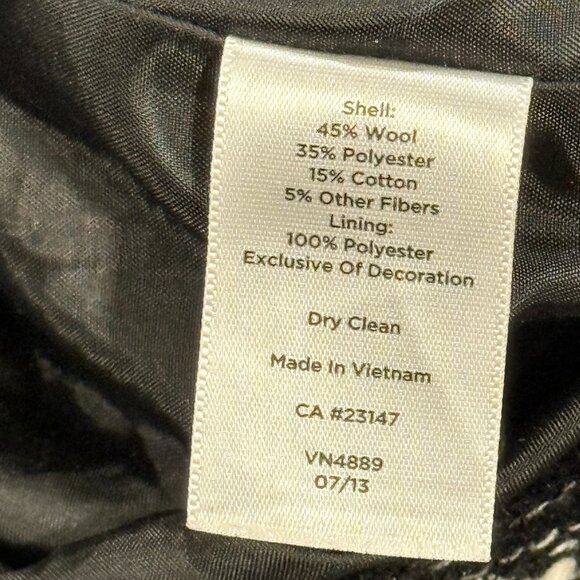 Shell:
45% Wool
35% Polyester
15% Cotton
5% Other Fibers
Lining:
100% Polyester
Exclusive Of Decoration
Dry Clean
Made In Vietnam
CA #23147
VN4889
07/13